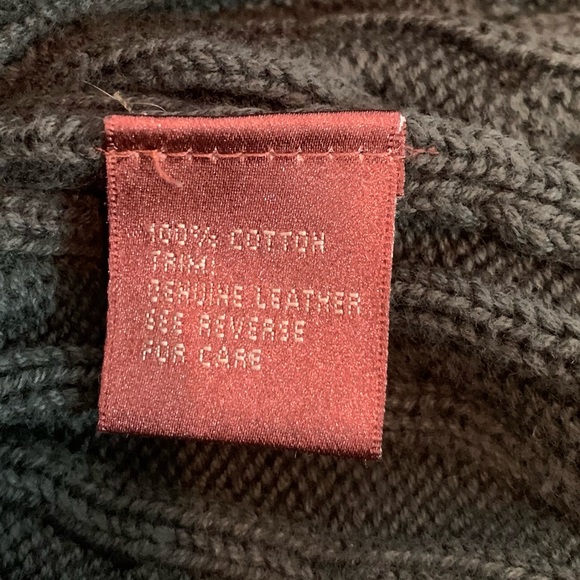 100% COTTON
TRIM:
GENUINE LEATHER
SEE REVERSE
FOR CARE